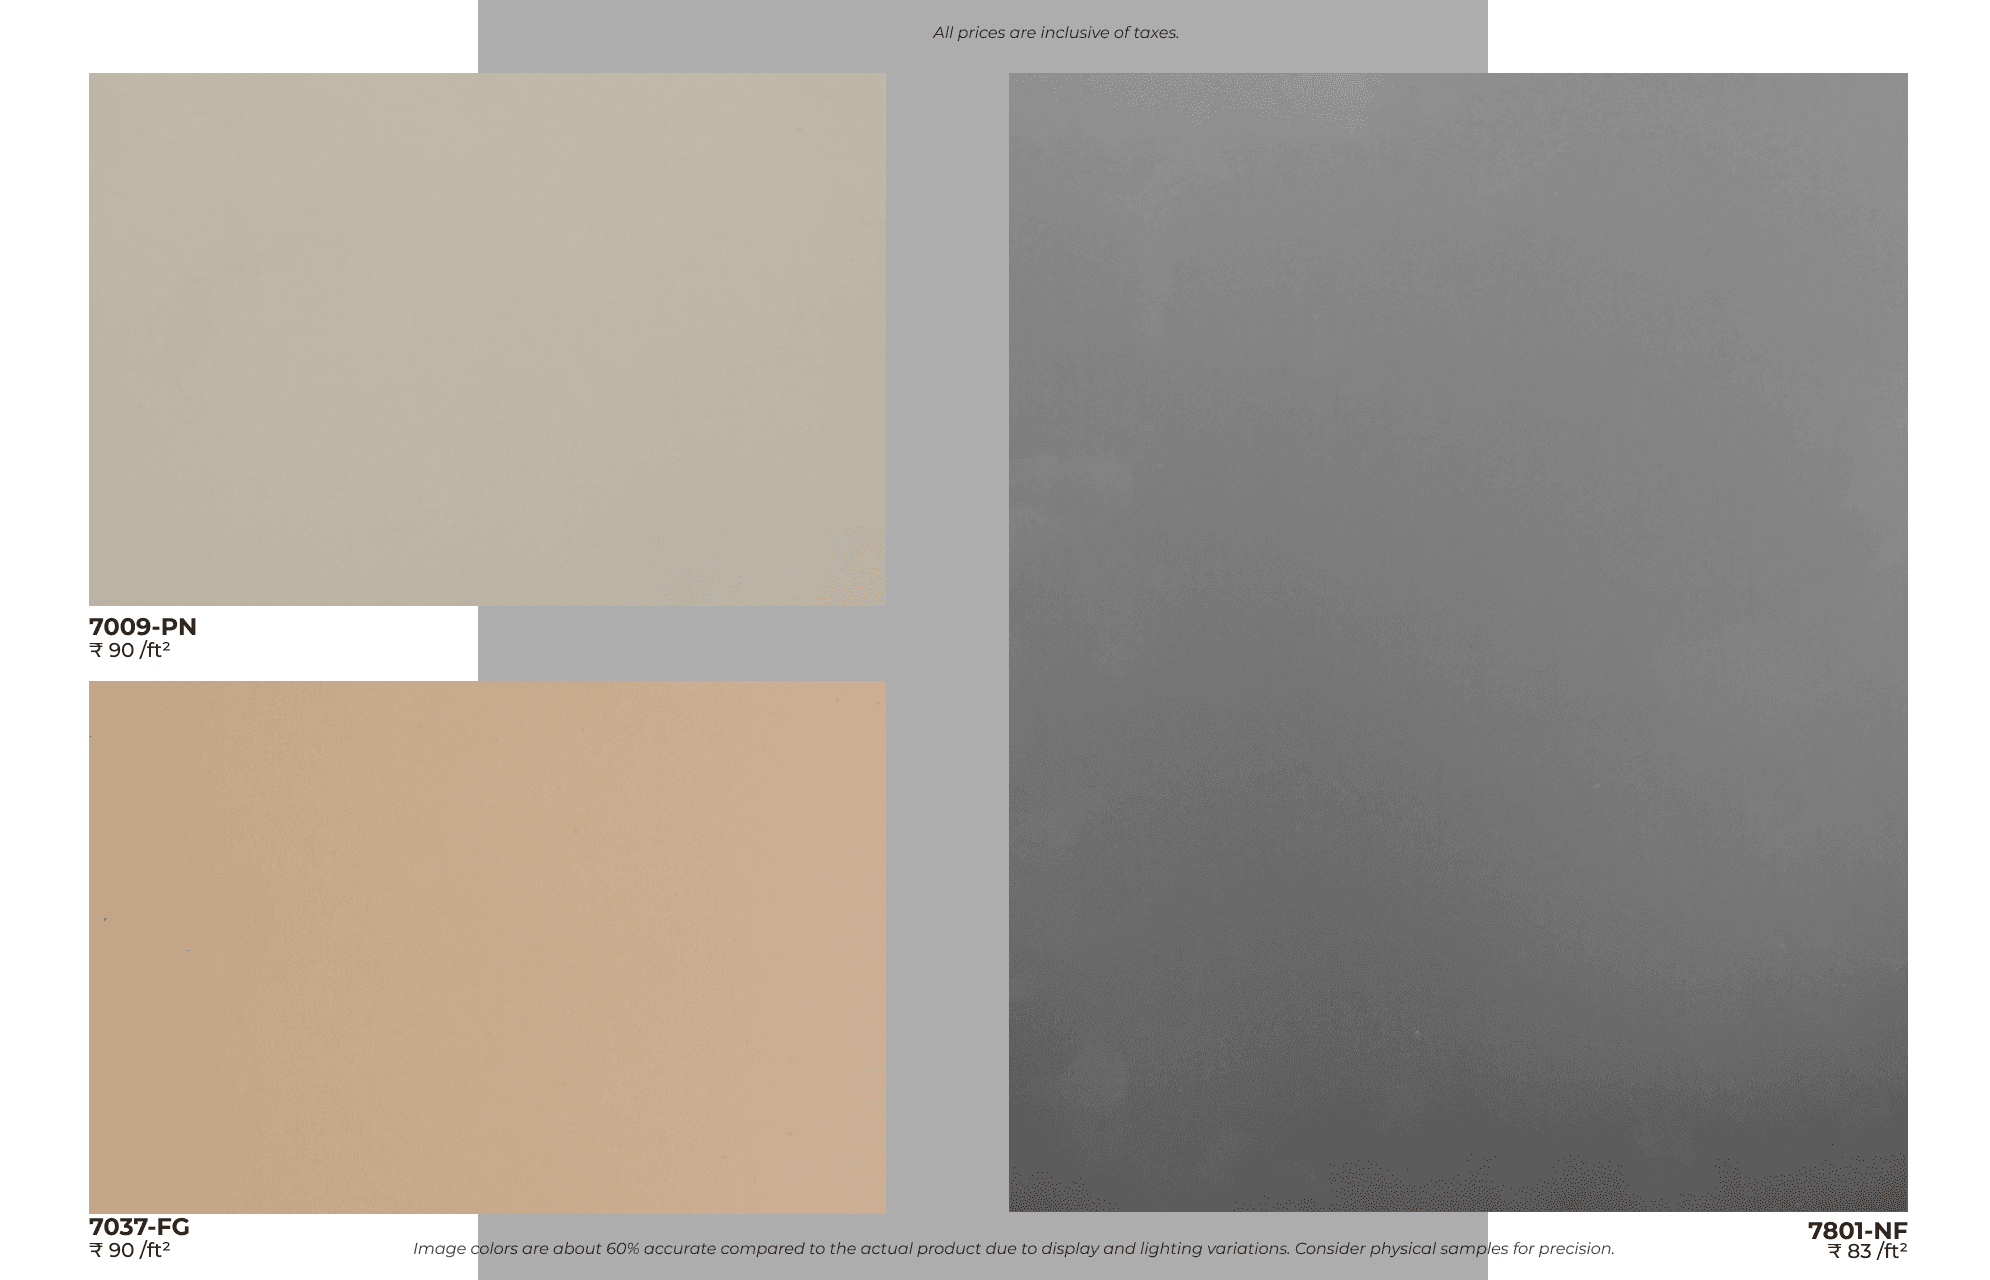 All prices are inclusive of taxes.
7009-PN
₹ 90 /ft²
7037-FG
₹ 90 /ft²
Image colors are about 60% accurate compared to the actual product due to display and lighting variations. Consider physical samples for precision.
7801-NF
₹ 83 /ft²